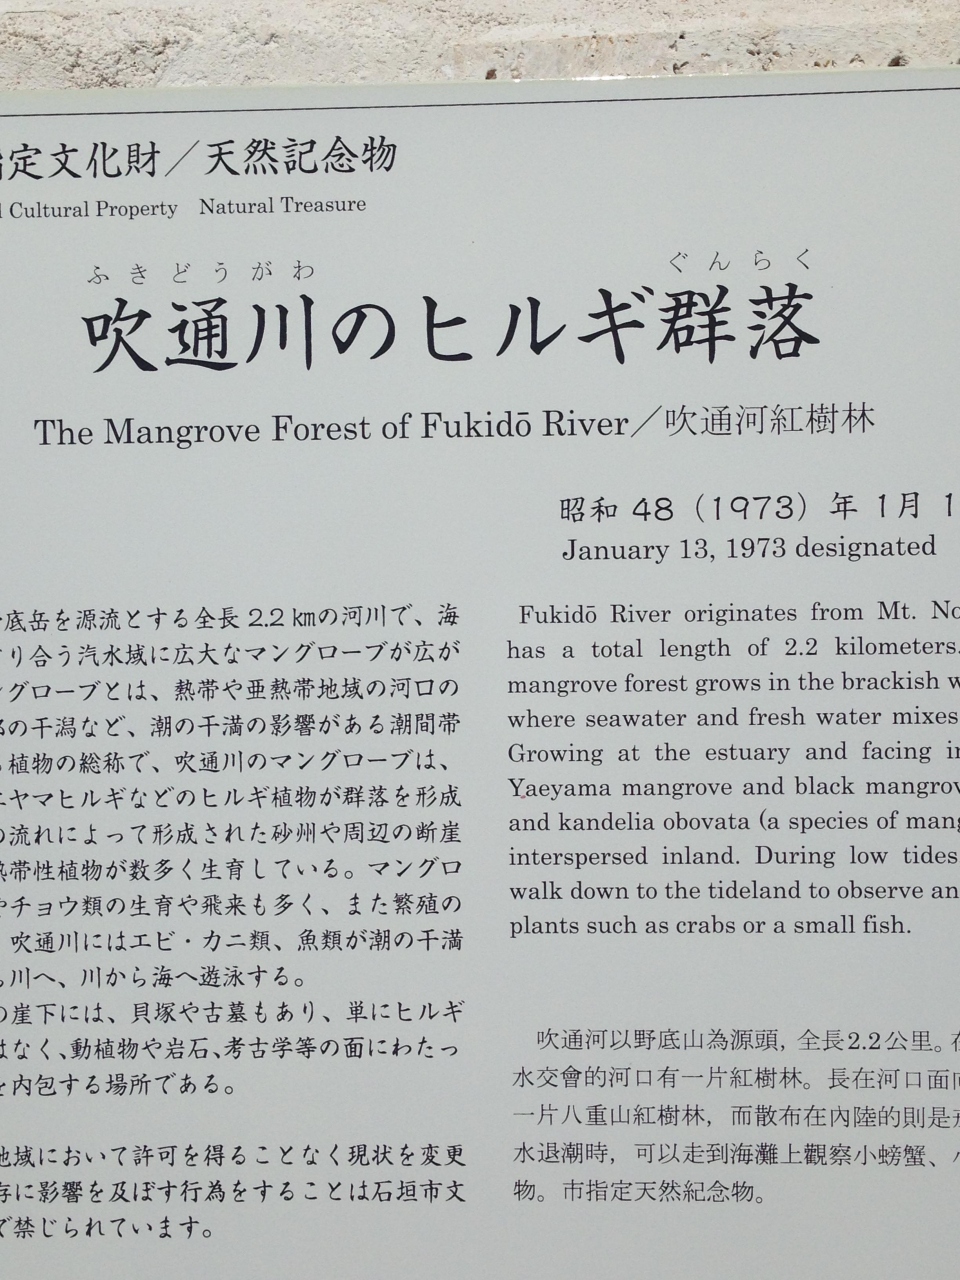 定文化財／天然記念物
Cultural Property Natural Treasure
ふきどうがわ ぐんらく
吹通川のヒルギ群落
The Mangrove Forest of Fukidō River／吹通河紅樹林
昭和 48（1973）年 1月 1
January 13, 1973 designated
底岳を源流とする全長 2.2 ㎞の河川で、海
り合う汽水域に広大なマングローブが広が
グローブとは、熱帯や亜熱帯地域の河口の
の干潟など、潮の干満の影響がある潮間帯
植物の総称で、吹通川のマングローブは、
ヤマヒルギなどのヒルギ植物が群落を形成
の流れによって形成された砂州や周辺の断崖
熱帯性植物が数多く生育している。マングロ
やチョウ類の生育や飛来も多く、また繁殖の
吹通川にはエビ・カニ類、魚類が潮の干満
川へ、川から海へ遊泳する。
の崖下には、貝塚や古墓もあり、単にヒルギ
はなく、動植物や岩石、考古学等の面にわたっ
を内包する場所である。
地域において許可を得ることなく現状を変更
存に影響を及ぼす行為をすることは石垣市文
で禁じられています。
Fukidō River originates from Mt. No
has a total length of 2.2 kilometers.
mangrove forest grows in the brackish w
where seawater and fresh water mixes
Growing at the estuary and facing in
Yaeyama mangrove and black mangrov
and kandelia obovata (a species of mang
interspersed inland. During low tides
walk down to the tideland to observe an
plants such as crabs or a small fish.
吹通河以野底山為源頭，全長2.2公里。在
水交會的河口有一片紅樹林。長在河口面向
一片八重山紅樹林，而散布在內陸的則是
水退潮時，可以走到海灘上觀察小螃蟹、小
物。市指定天然紀念物。